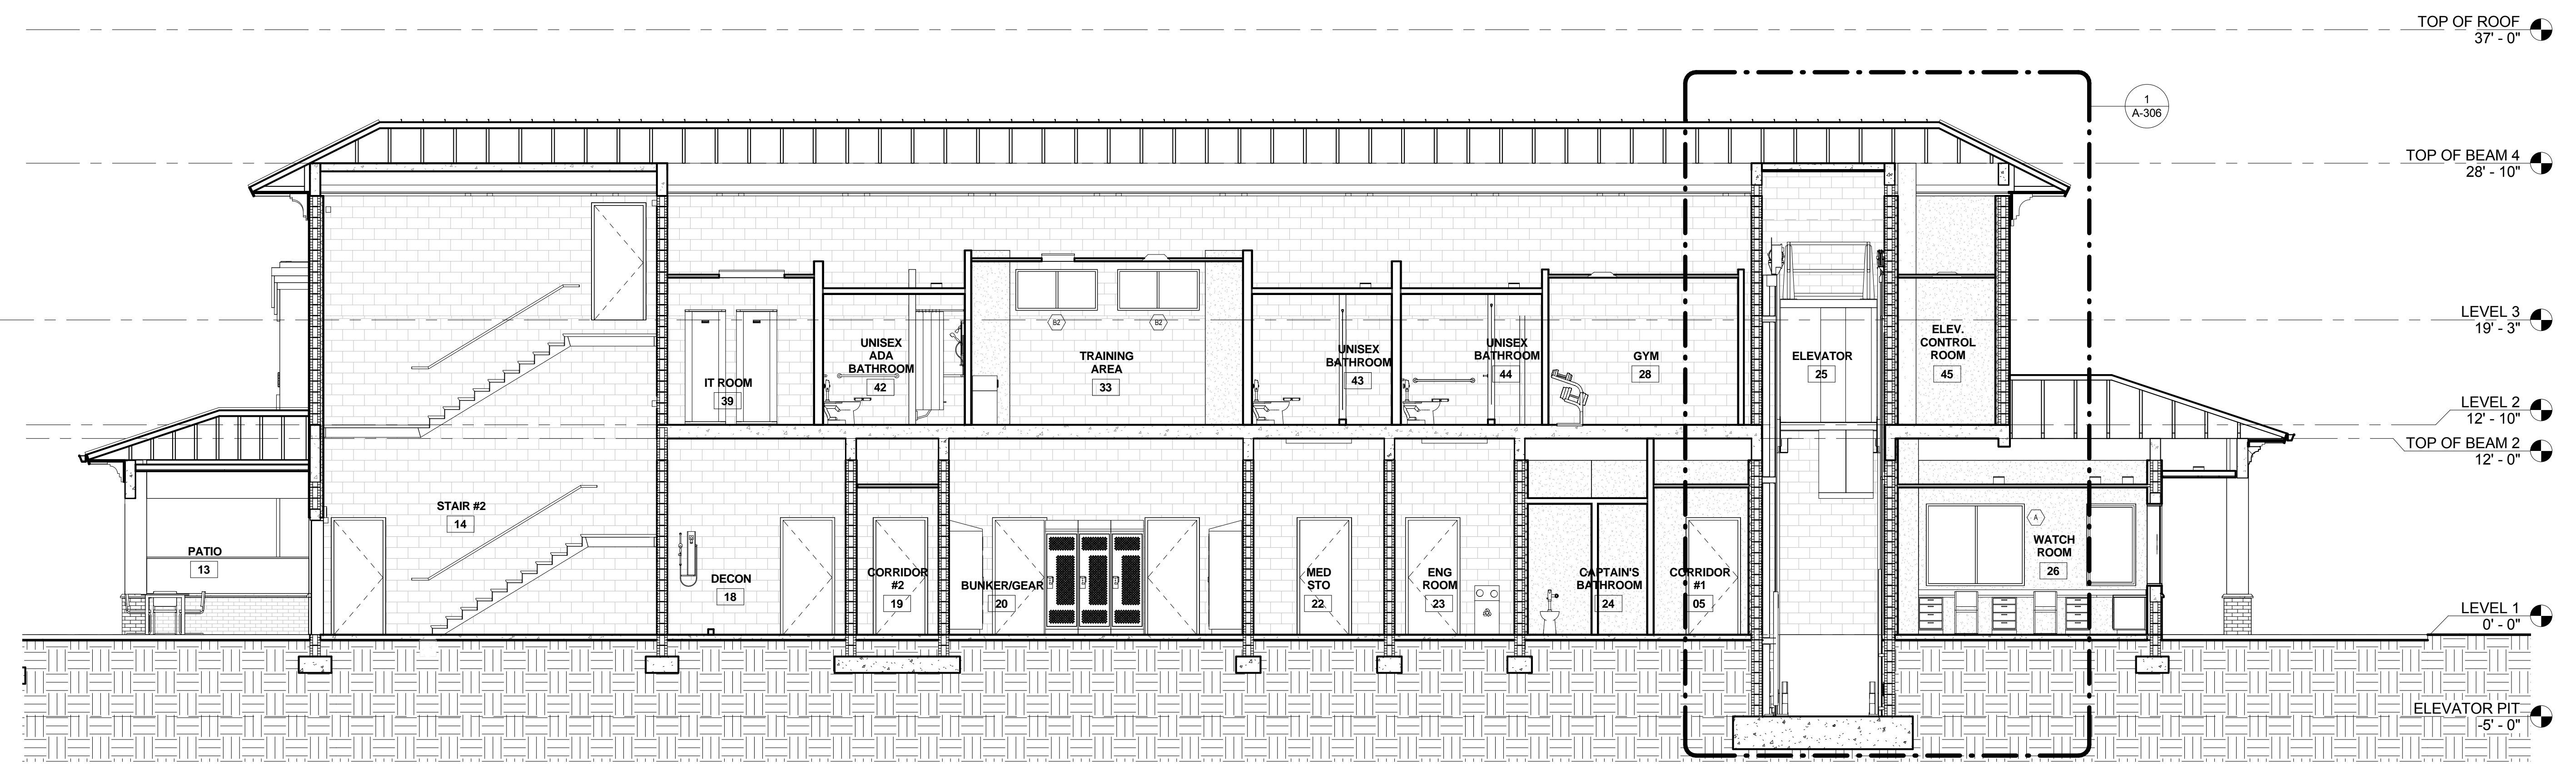 TOP OF ROOF
37' - 0"
1
A-306
TOP OF BEAM 4
28' - 10"
LEVEL 3
19' - 3"
LEVEL 2
12' - 10"
TOP OF BEAM 2
12' - 0"
LEVEL 1
0' - 0"
ELEVATOR PIT
-5' - 0"
IT ROOM
39
UNISEX
ADA
BATHROOM
42
B2
B2
TRAINING
AREA
33
UNISEX
BATHROOM
43
UNISEX
BATHROOM
44
GYM
28
ELEVATOR
25
ELEV.
CONTROL
ROOM
45
PATIO
13
STAIR #2
14
DECON
18
CORRIDOR
#2
19
BUNKER/GEAR
20
MED
STO
22
ENG
ROOM
23
CAPTAIN'S
BATHROOM
24
CORRIDOR
#1
05
A
WATCH
ROOM
26